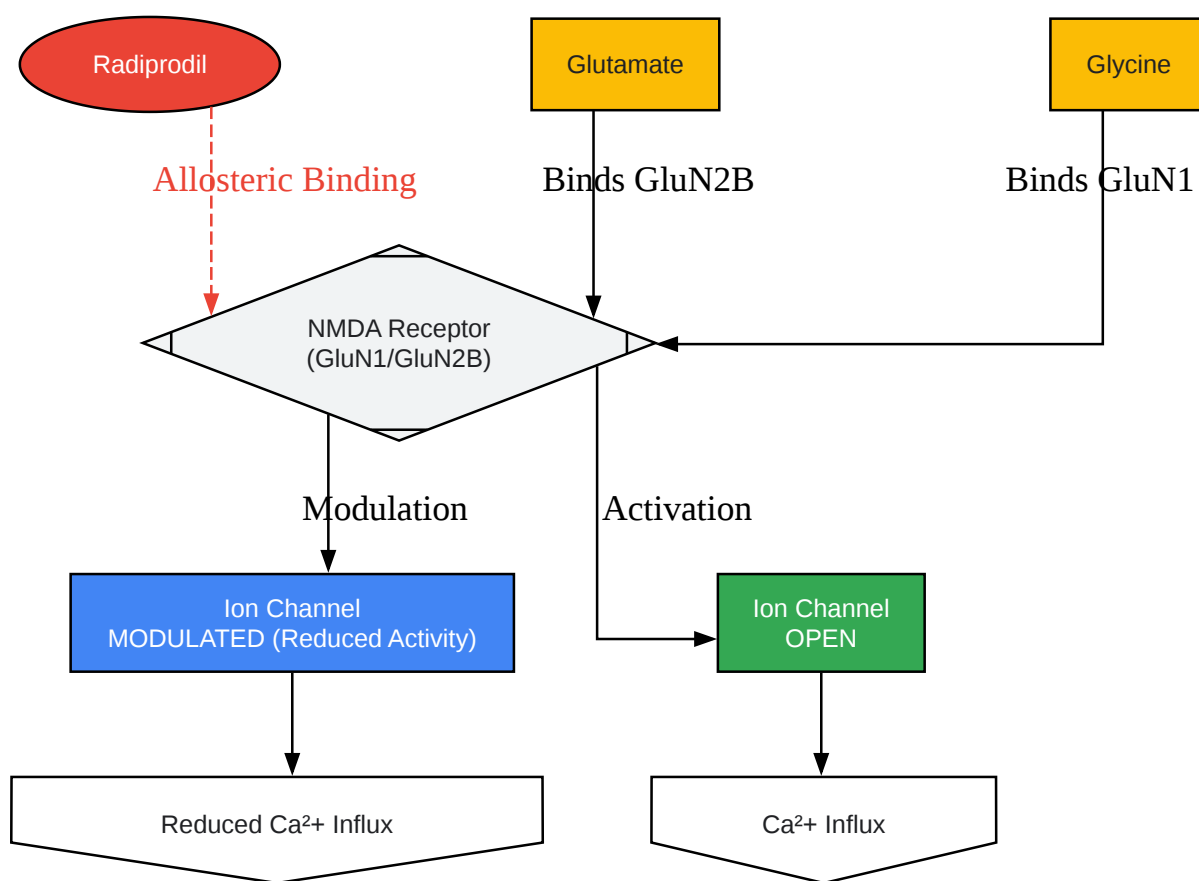 Radiprodil
Glutamate
Glycine
Allosteric Binding
Binds GluN2B
Binds GluN1
NMDA Receptor
(GluN1/GluN2B)
Modulation
Activation
Ion Channel
MODULATED (Reduced Activity)
Ion Channel
OPEN
Reduced Ca²+ Influx
Ca²+ Influx